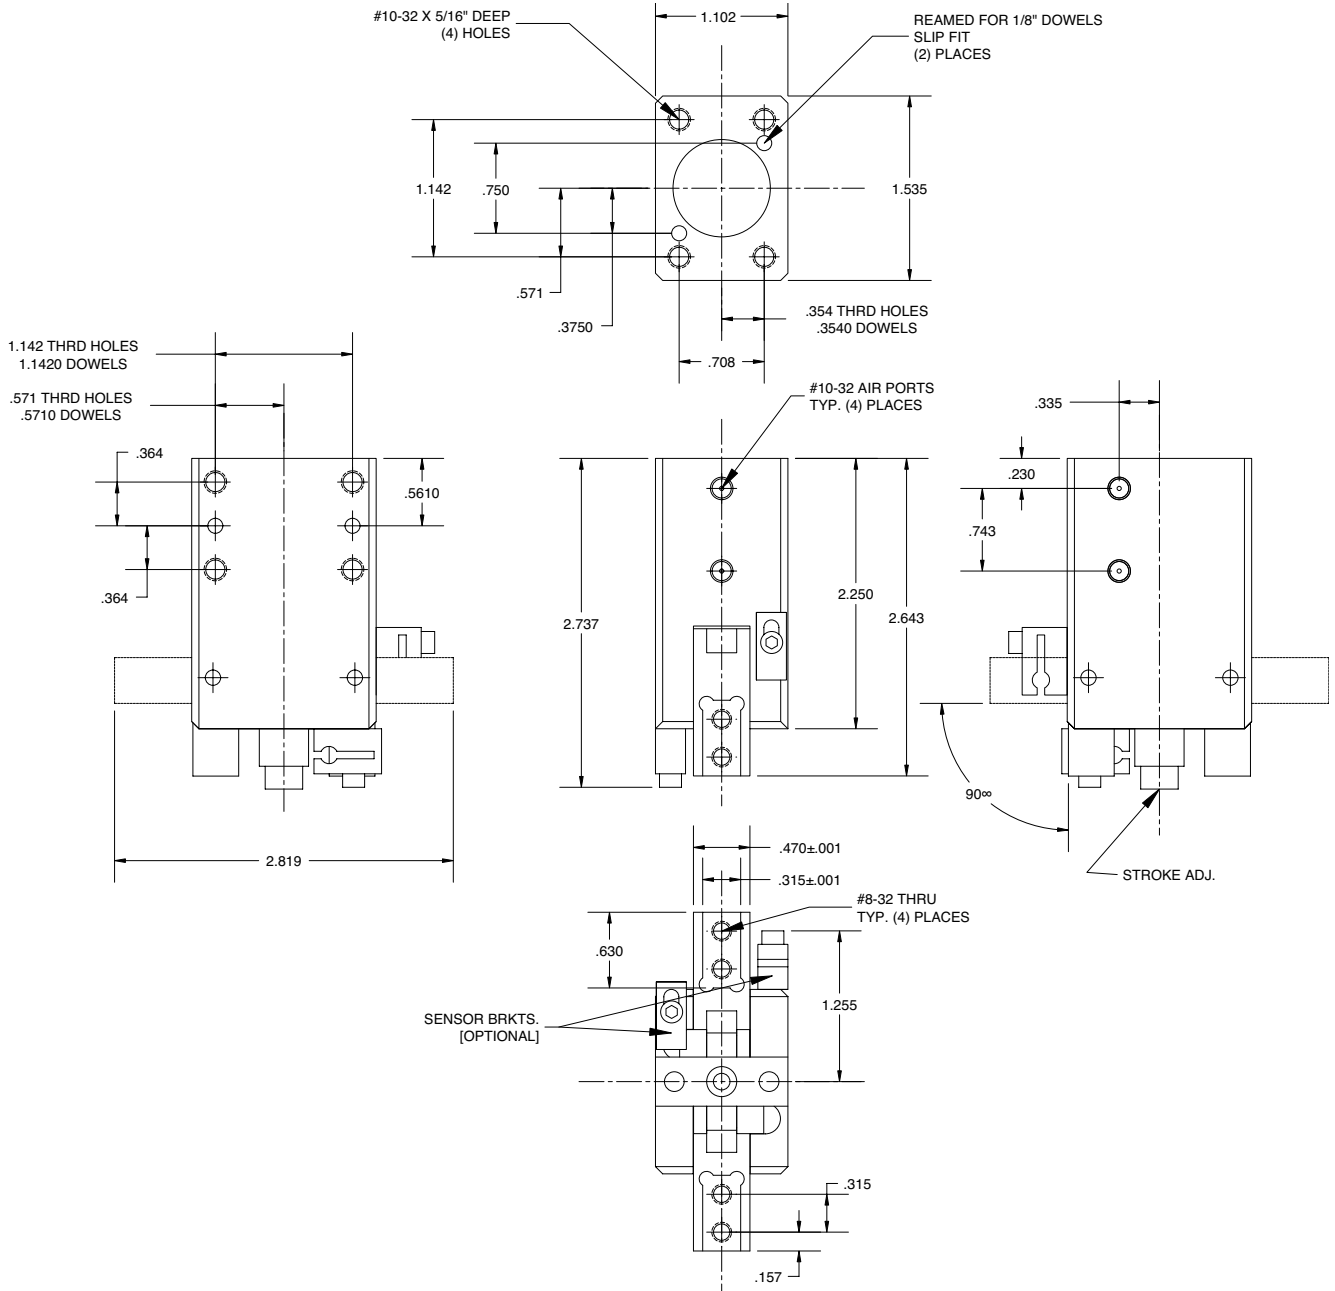 #10-32 X 5/16" DEEP
(4) HOLES
1.102
REAMED FOR 1/8" DOWELS
SLIP FIT
(2) PLACES
1.142
.750
1.535
.571
.3750
.354 THRD HOLES
.3540 DOWELS
.708
1.142 THRD HOLES
1.1420 DOWELS
.571 THRD HOLES
.5710 DOWELS
.364
.5610
.364
2.819
#10-32 AIR PORTS
TYP. (4) PLACES
2.737
2.250
2.643
.335
.230
.743
90∞
STROKE ADJ.
.470±.001
.315±.001
#8-32 THRU
TYP. (4) PLACES
.630
1.255
SENSOR BRKTS.
[OPTIONAL]
.315
.157